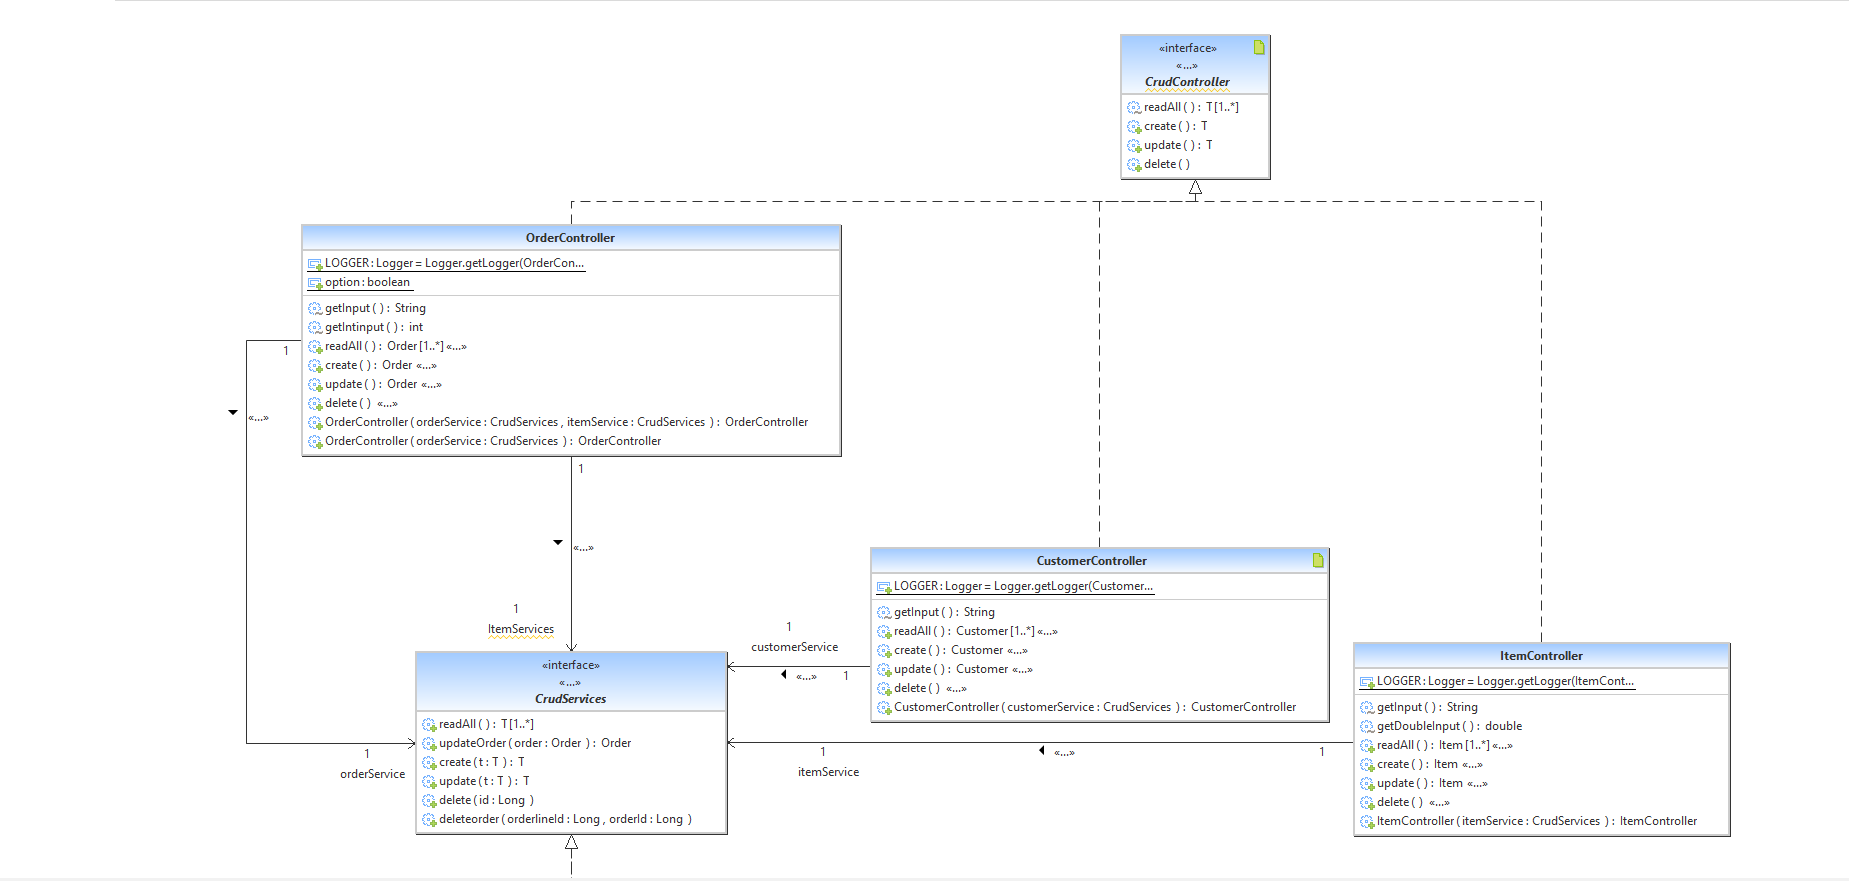 «interface»
«...»
CrudController
readAll ( ) : T [1..*]
create ( ) : T
update ( ) : T
delete ( )
OrderController
LOGGER : Logger = Logger.getLogger(OrderCon...
option : boolean
getInput ( ) : String
getIntinput ( ) : int
readAll ( ) : Order [1..*] «...»
create ( ) : Order «...»
update ( ) : Order «...»
delete ( ) «...»
OrderController ( orderService : CrudServices , itemService : CrudServices ) : OrderController
OrderController ( orderService : CrudServices ) : OrderController
1
«...»
1
orderService
1
«...»
1
ItemServices
CustomerController
LOGGER : Logger = Logger.getLogger(Customer...
getInput ( ) : String
readAll ( ) : Customer [1..*] «...»
create ( ) : Customer «...»
update ( ) : Customer «...»
delete ( ) «...»
CustomerController ( customerService : CrudServices ) : CustomerController
1
customerService
«...»
1
«interface»
«...»
CrudServices
readAll ( ) : T [1..*]
updateOrder ( order : Order ) : Order
create ( t : T ) : T
update ( t : T ) : T
delete ( id : Long )
deleteorder ( orderlineId : Long , orderId : Long )
1
itemService
«...»
1
ItemController
LOGGER : Logger = Logger.getLogger(ItemCont...
getInput ( ) : String
getDoubleInput ( ) : double
readAll ( ) : Item [1..*] «...»
create ( ) : Item «...»
update ( ) : Item «...»
delete ( ) «...»
ItemController ( itemService : CrudServices ) : ItemController